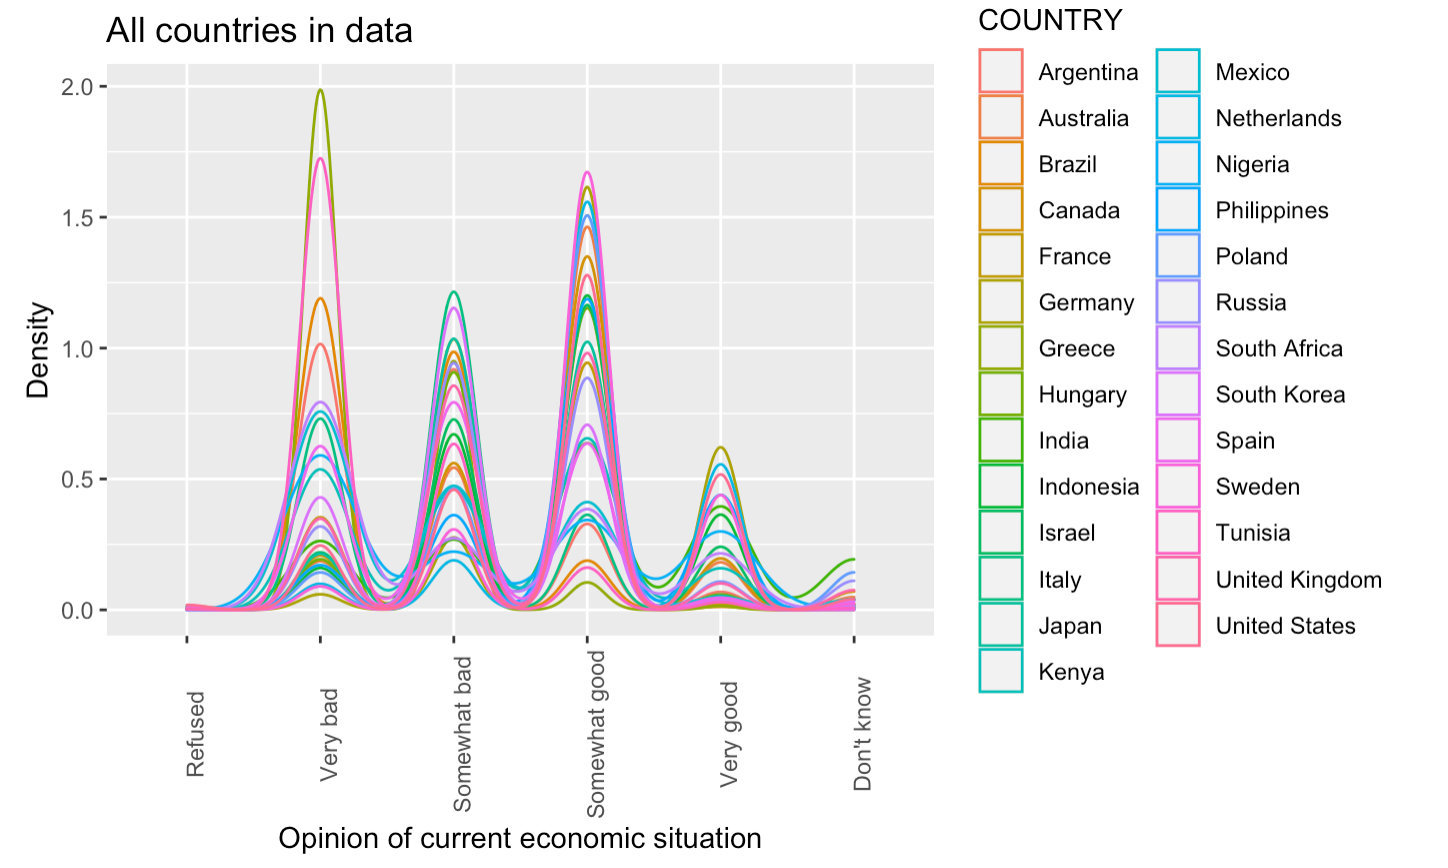 All countries in data
2.0
1.5
1.0
0.5
0.0
Density
Refused
Very bad
Somewhat bad
Somewhat good
Very good
Don't know
Opinion of current economic situation
COUNTRY
Argentina
Australia
Brazil
Canada
France
Germany
Greece
Hungary
India
Indonesia
Israel
Italy
Japan
Kenya
Mexico
Netherlands
Nigeria
Philippines
Poland
Russia
South Africa
South Korea
Spain
Sweden
Tunisia
United Kingdom
United States